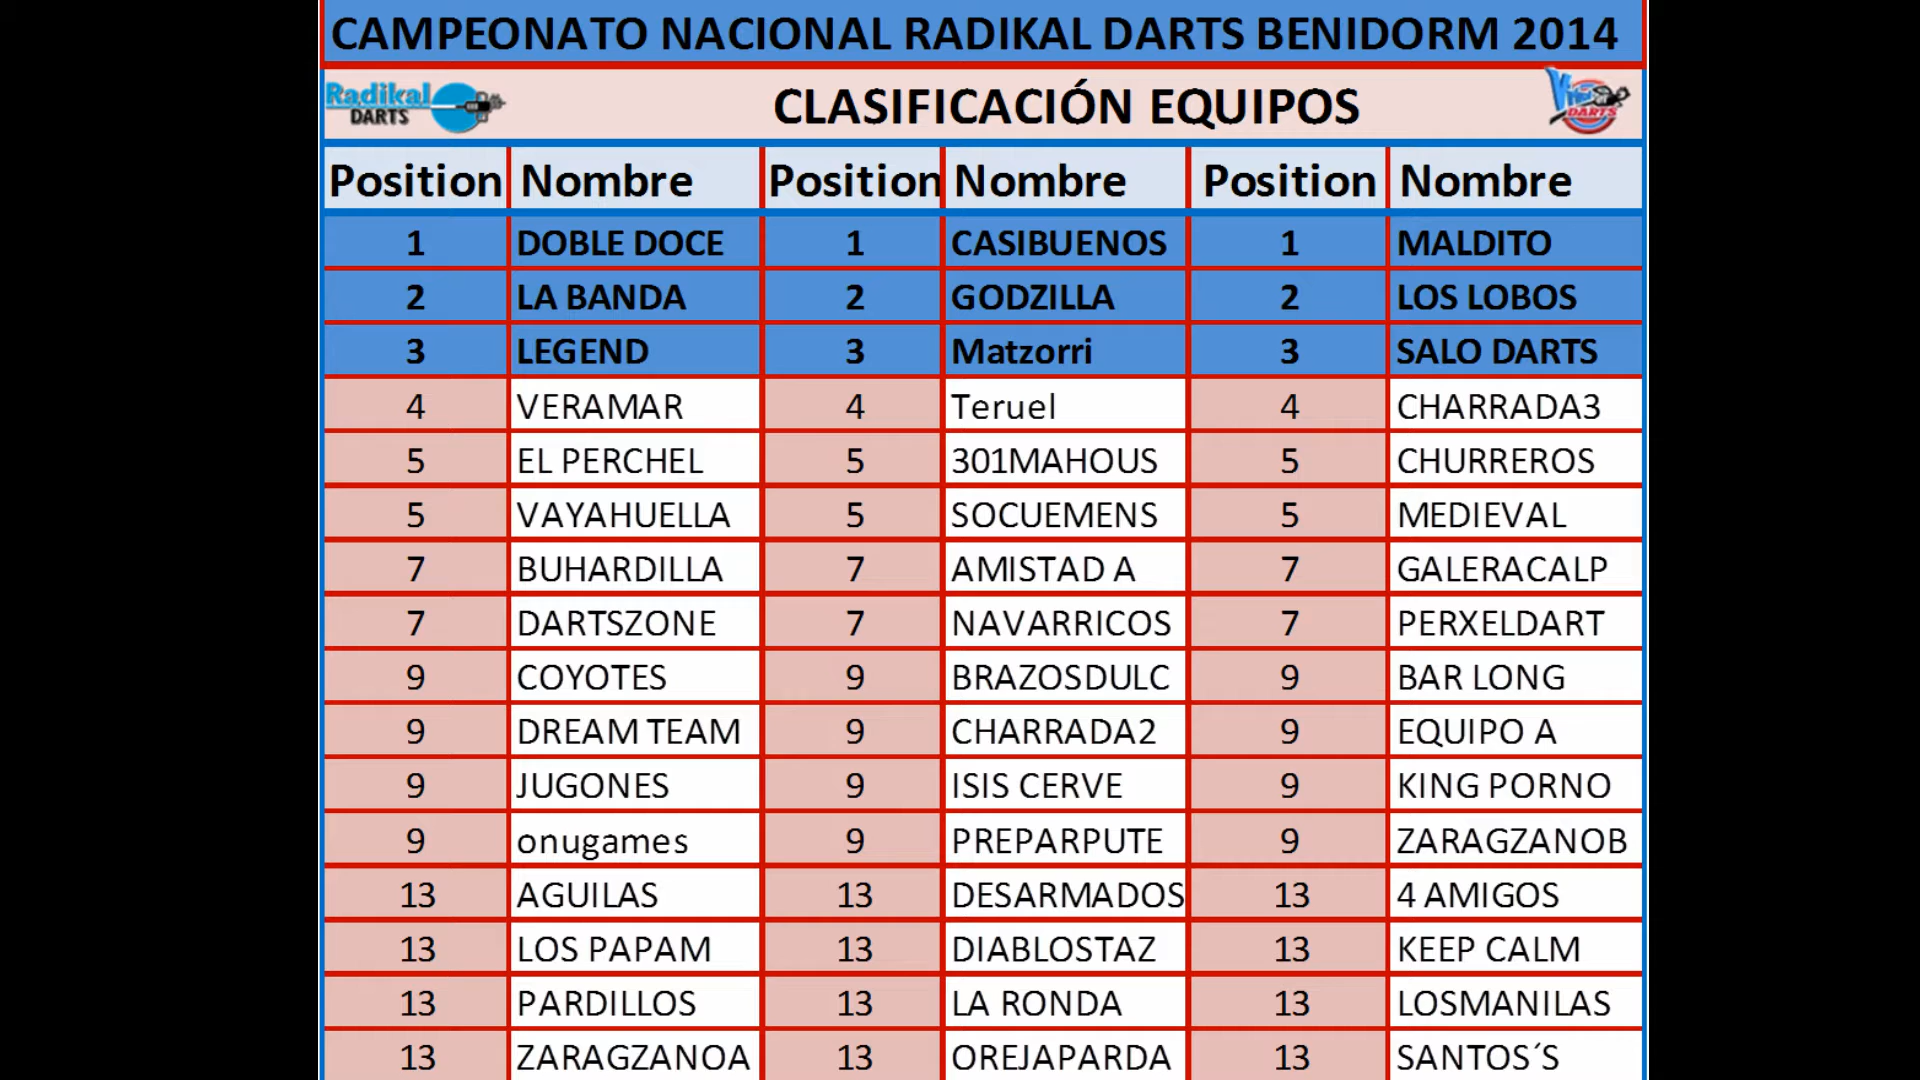 CAMPEONATO NACIONAL RADIKAL DARTS BENIDORM 2014
Radikal DARTS CLASIFICACIÓN EQUIPOS DARTS
Position Nombre Position Nombre Position Nombre
1 DOBLE DOCE 1 CASIBUENOS 1 MALDITO
2 LA BANDA 2 GODZILLA 2 LOS LOBOS
3 LEGEND 3 Matzorri 3 SALO DARTS
4 VERAMAR 4 Teruel 4 CHARRADA3
5 EL PERCHEL 5 301MAHOUS 5 CHURREROS
5 VAYAHUELLA 5 SOCUEMENS 5 MEDIEVAL
7 BUHARDILLA 7 AMISTAD A 7 GALERACALP
7 DARTSZONE 7 NAVARRICOS 7 PERXELDART
9 COYOTES 9 BRAZOSDULC 9 BAR LONG
9 DREAM TEAM 9 CHARRADA2 9 EQUIPO A
9 JUGONES 9 ISIS CERVE 9 KING PORNO
9 onugames 9 PREPARPUTE 9 ZARAGZANOB
13 AGUILAS 13 DESARMADOS 13 4 AMIGOS
13 LOS PAPAM 13 DIABLOSTAZ 13 KEEP CALM
13 PARDILLOS 13 LA RONDA 13 LOSMANILAS
13 ZARAGZANOA 13 OREJAPARDA 13 SANTOS´S